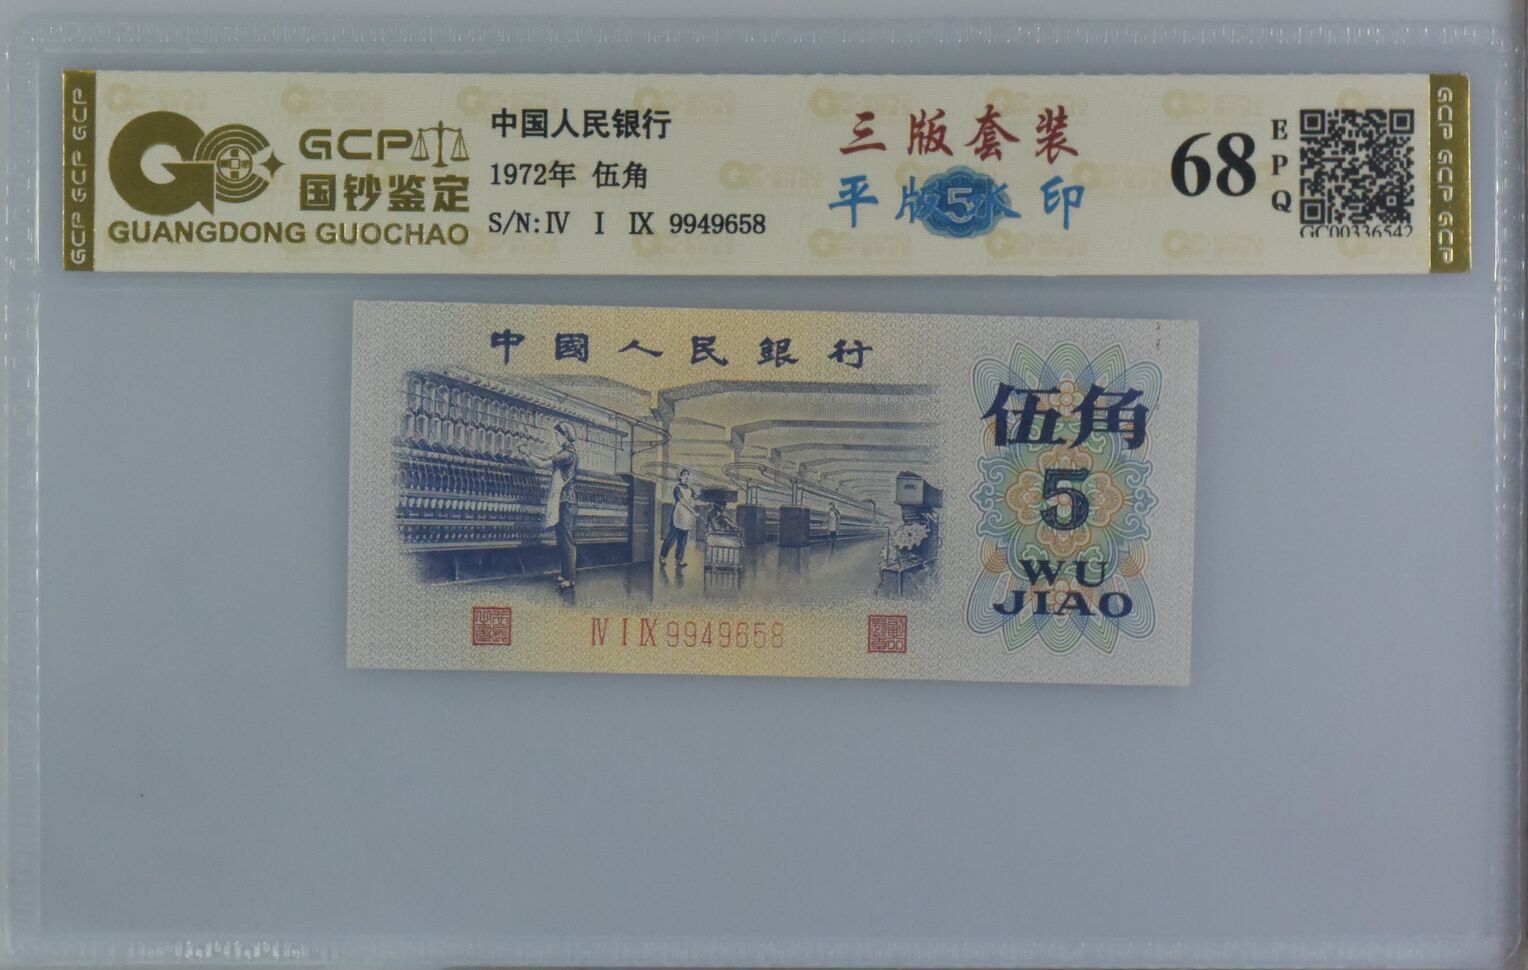 GCP GCP GCP
GCP
国钞鉴定
GUANGDONG GUOCHAO
中国人民银行
1972年 伍角
S/N: IV I IX 9949658
三版套装
平版水印
5
68
EPQ
GC00336542
GCP GCP GCP
中國人民銀行
伍角
5
WU
JIAO
IV I IX 9949658